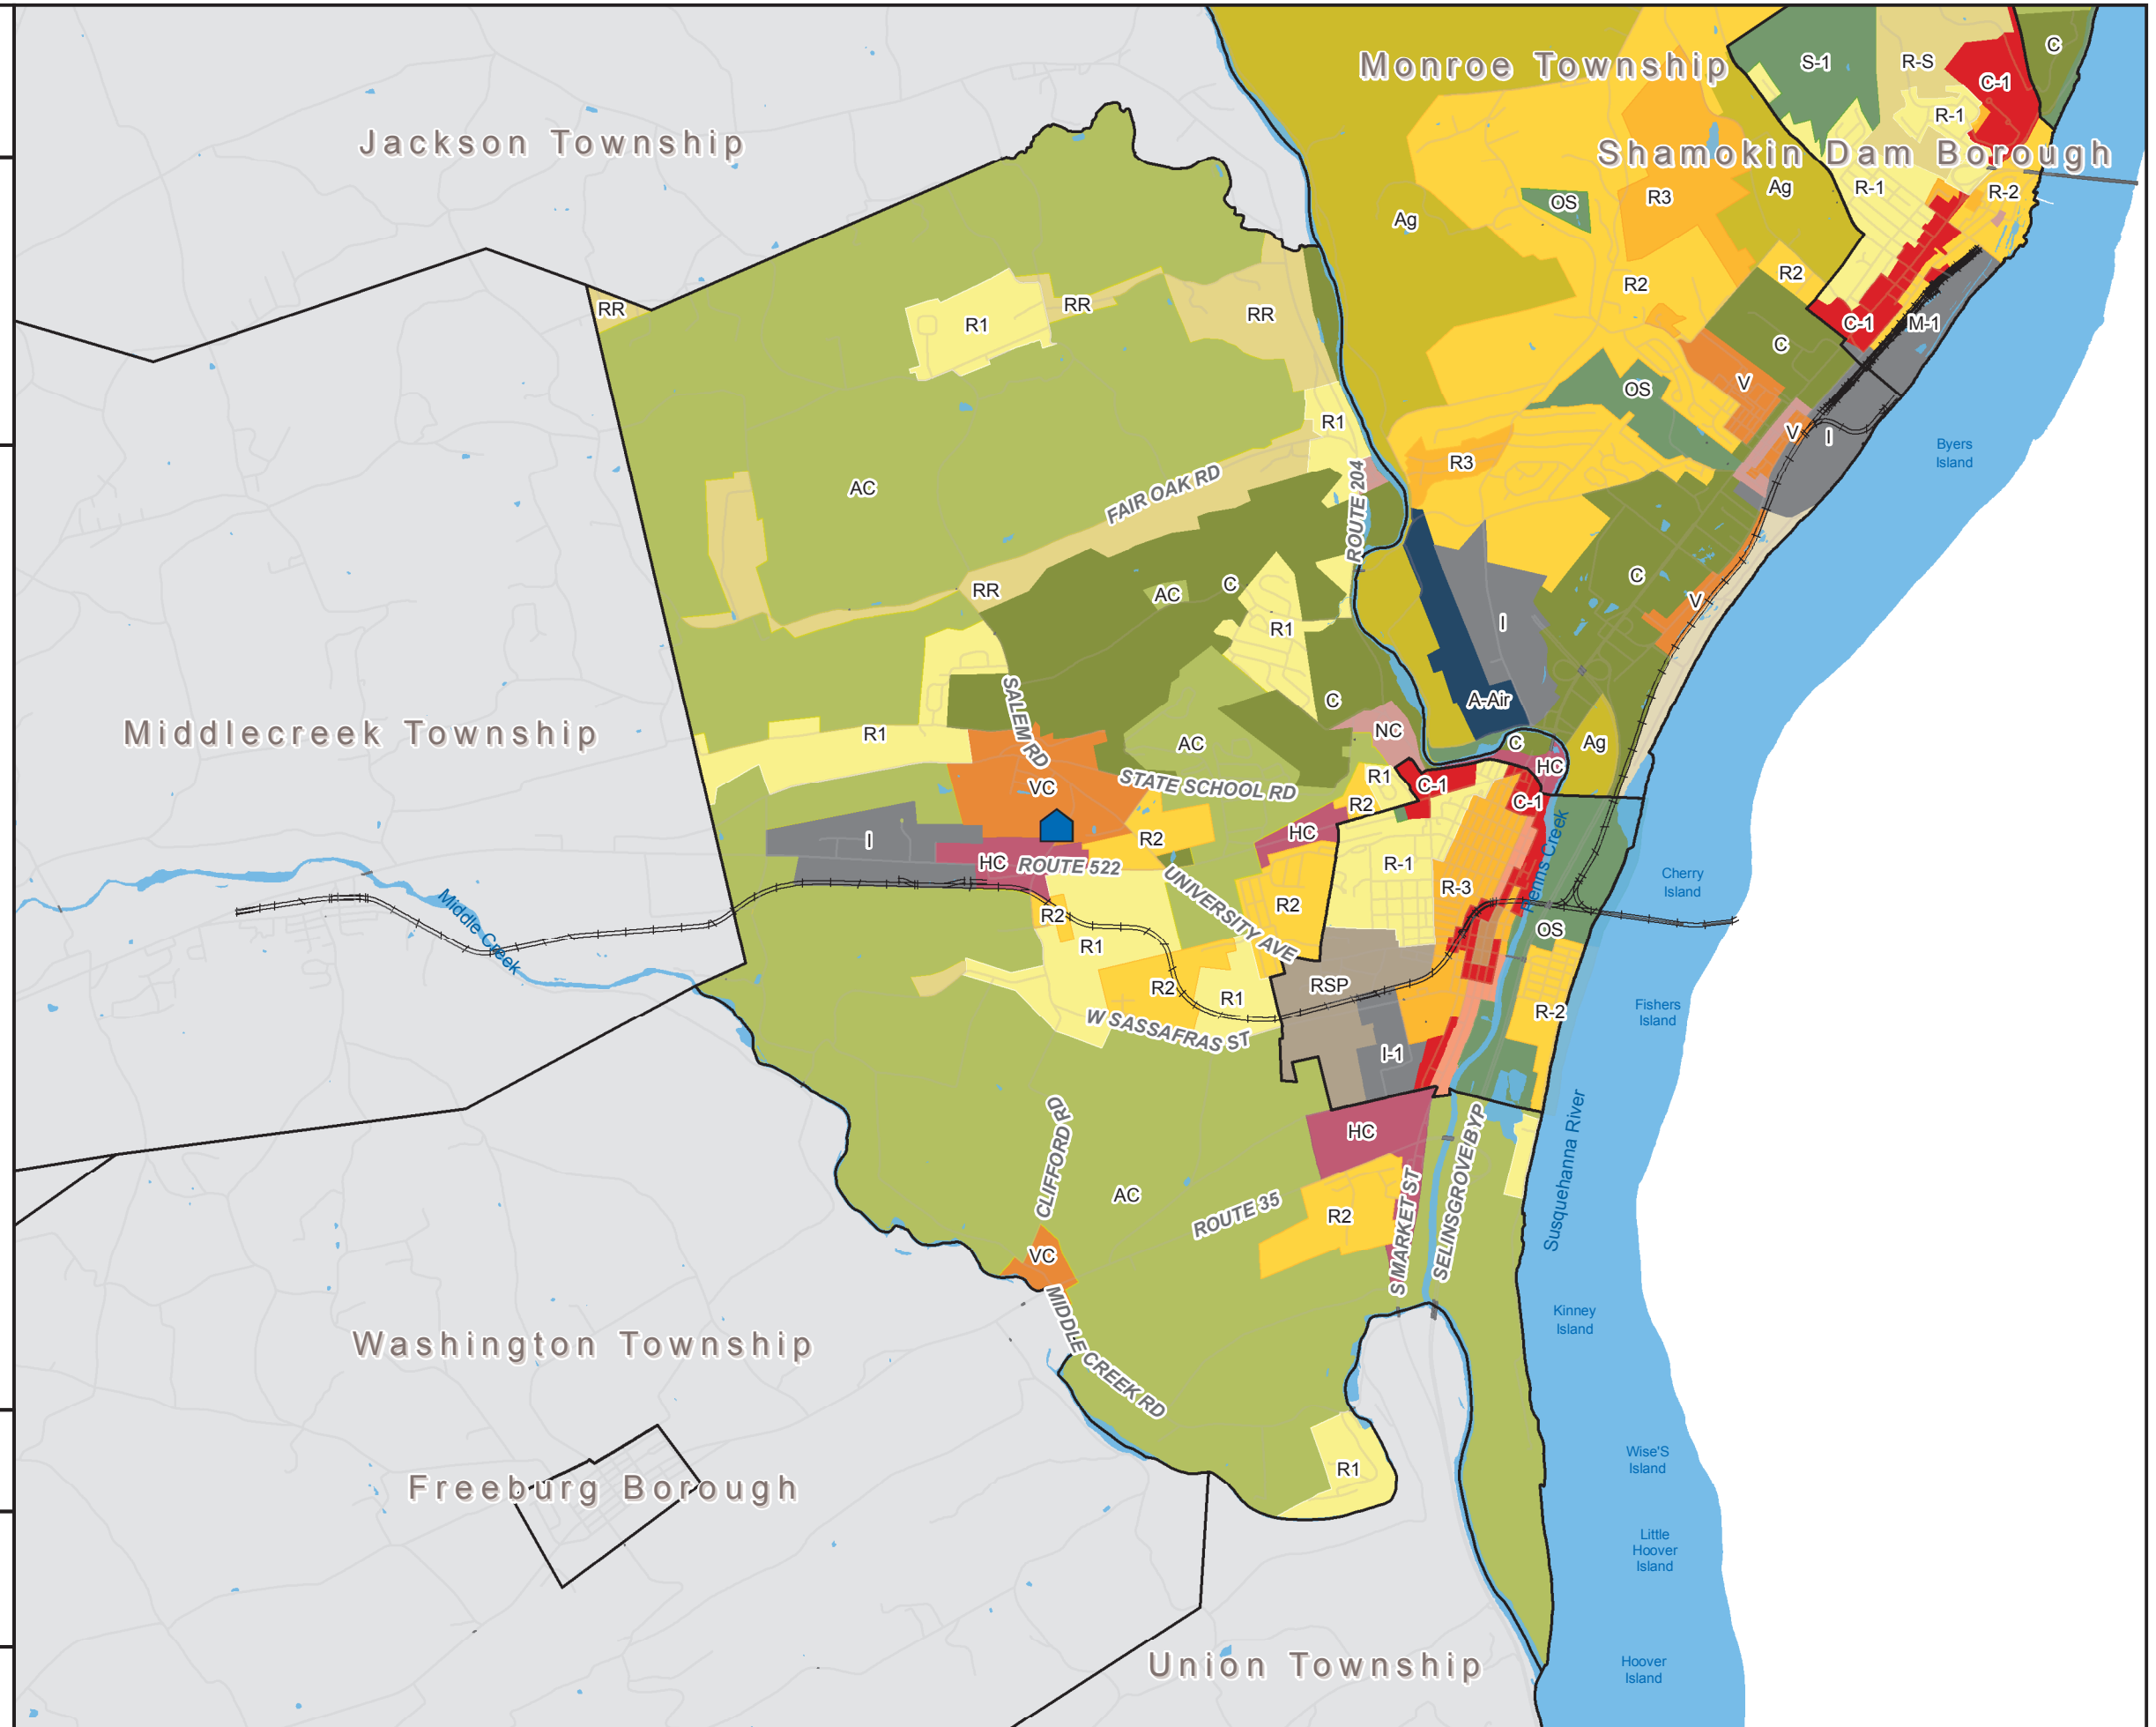 Monroe Township
S-1
R-S
C
C-1
R-1
Jackson Township
Shamokin Dam Borough
Ag
R-1
R-2
OS
R3
Ag
R2
R2
RR
RR
RR
R1
C-1
M-1
C
OS
V
R1
V
I
Byers
Island
R3
AC
FAIR OAK RD
ROUTE 204
RR
AC
C
C
V
R1
I
A-Air
C
SALEM RD
Middlecreek Township
R1
NC
AC
C
Ag
HC
STATE SCHOOL RD
VC
R1
C-1
R2
C-1
HC
R2
I
HC
ROUTE 522
R-1
Penns Creek
UNIVERSITY AVE
R-3
Cherry
Island
R2
R2
Middle Creek
R1
OS
RSP
R2
R1
R-2
Fishers
Island
W SASSAFRAS ST
I-1
CLIFFORD RD
HC
AC
ROUTE 35
R2
S MARKET ST
SELINSGROVE BYP
Susquehanna River
VC
MIDDLE CREEK RD
Kinney
Island
Washington Township
R1
Wise'S
Island
Freeburg Borough
Little
Hoover
Island
Union Township
Hoover
Island